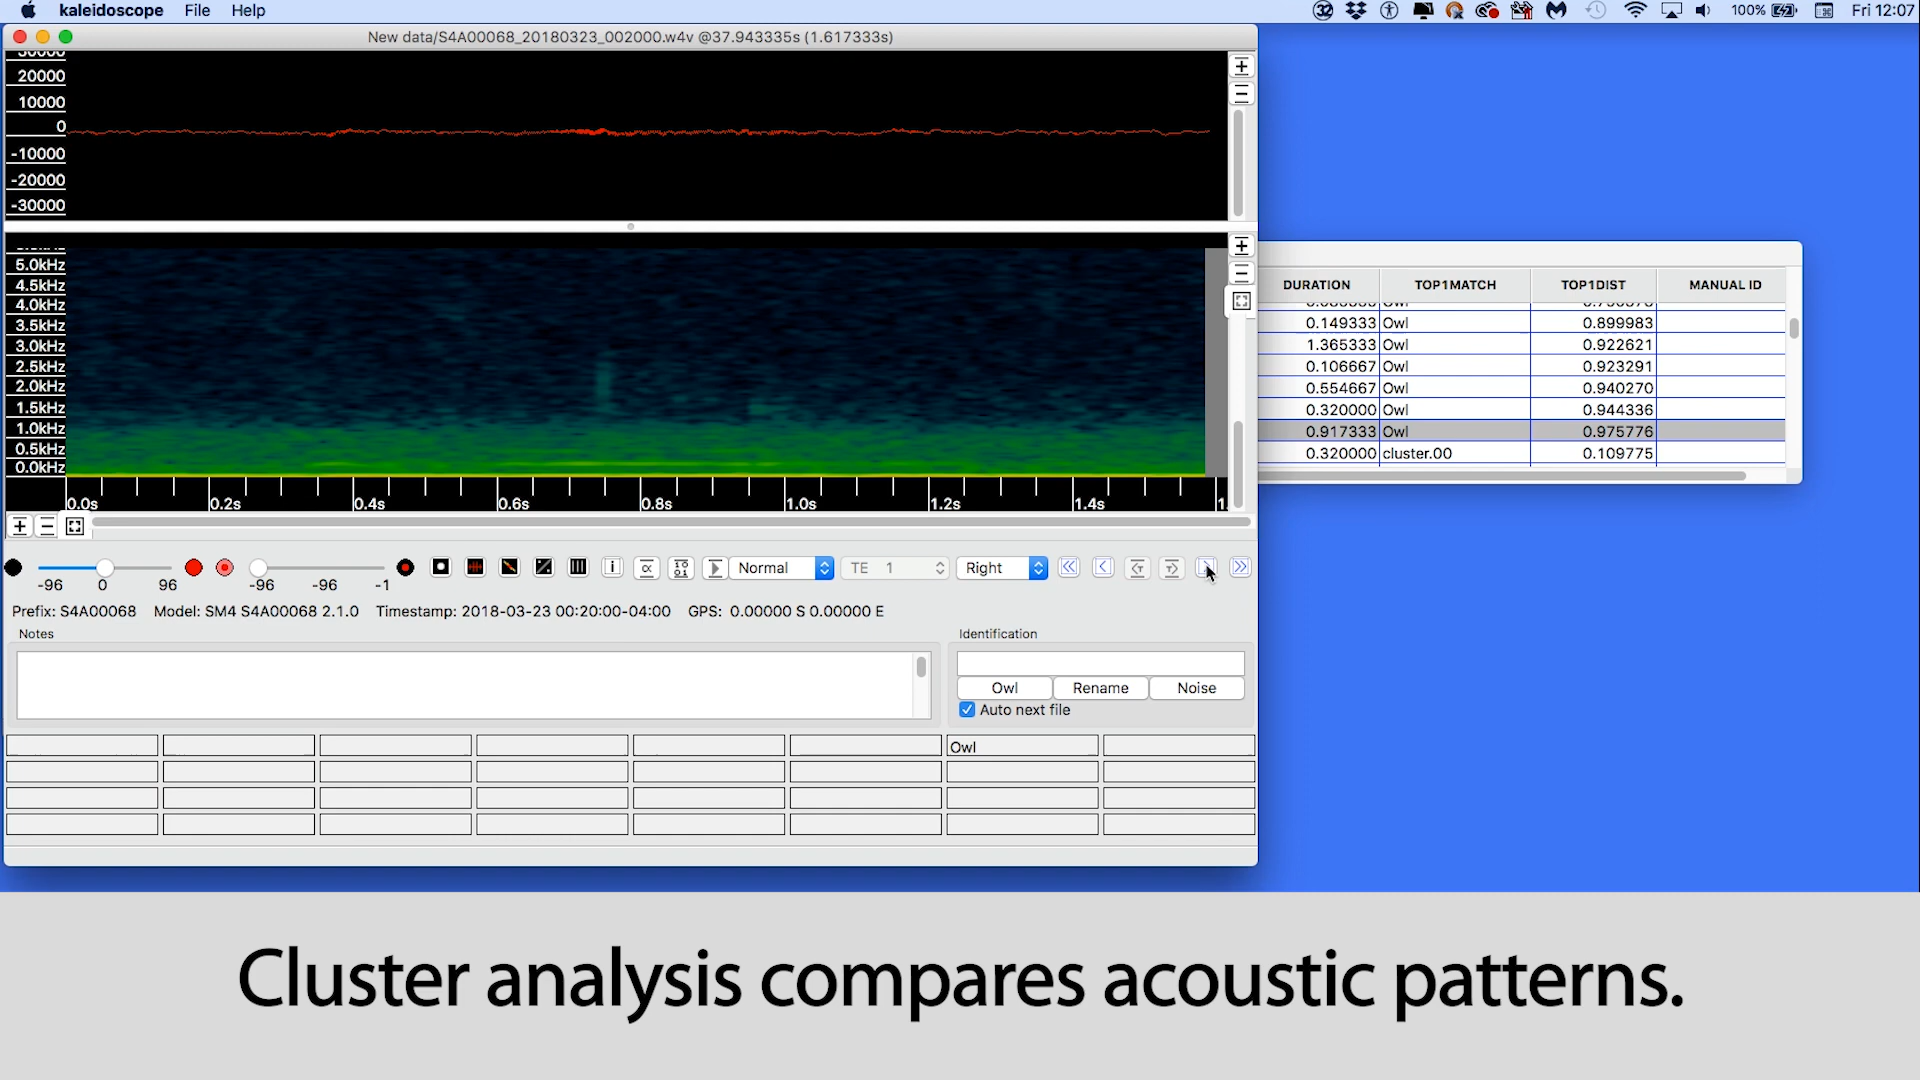 kaleidoscope File Help 100% Fri 12:07
New data/S4A00068_20180323_002000.w4v @37.943335s (1.617333s)
20000
10000
0
-10000
-20000
-30000
5.0kHz
4.5kHz
4.0kHz
3.5kHz
3.0kHz
2.5kHz
2.0kHz
1.5kHz
1.0kHz
0.5kHz
0.0kHz
0.0s 0.2s 0.4s 0.6s 0.8s 1.0s 1.2s 1.4s
DURATION TOP1MATCH TOP1DIST MANUAL ID
0.149333 Owl 0.899983
1.365333 Owl 0.922621
0.106667 Owl 0.923291
0.554667 Owl 0.940270
0.320000 Owl 0.944336
0.917333 Owl 0.975776
0.320000 cluster.00 0.109775
Normal TE 1 Right
-96 0 96 -96 -96 -1
Prefix: S4A00068 Model: SM4 S4A00068 2.1.0 Timestamp: 2018-03-23 00:20:00-04:00 GPS: 0.00000 S 0.00000 E
Notes
Identification
Owl Rename Noise
Auto next file
Owl
Cluster analysis compares acoustic patterns.